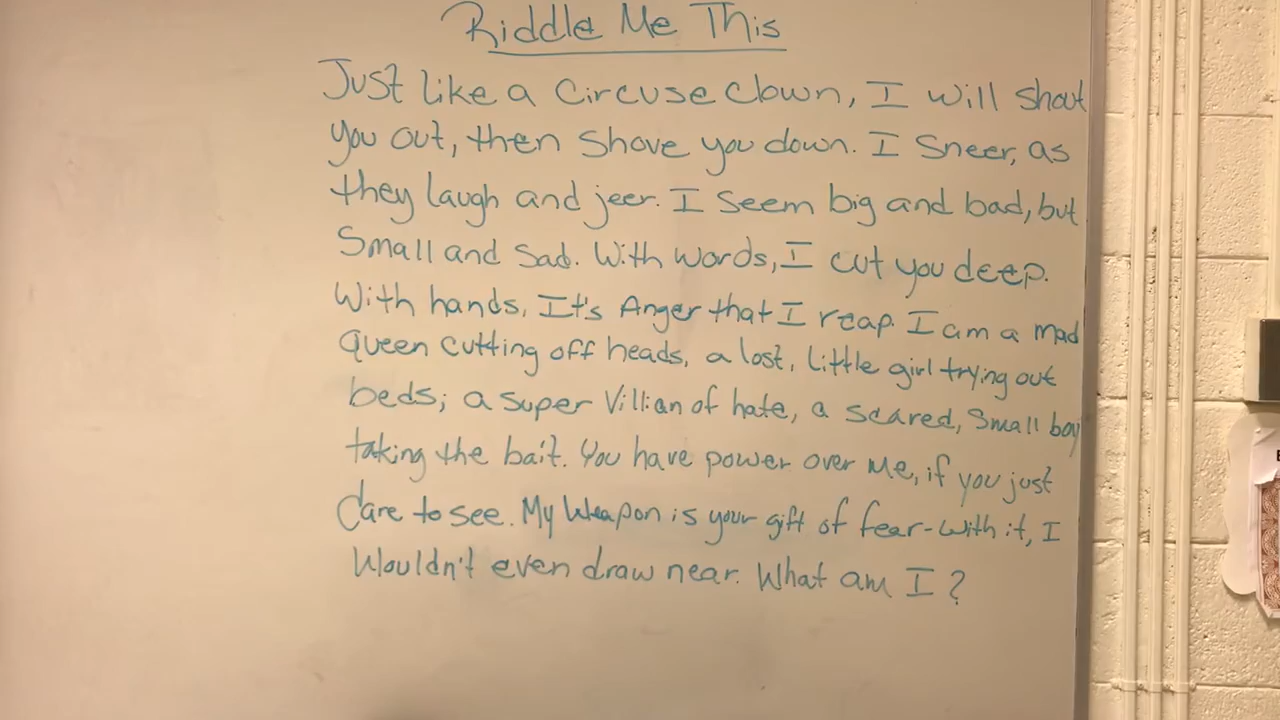 Riddle Me This
Just like a Circuse Clown, I will shout
you out, then shove you down. I Sneer, as
they laugh and jeer. I seem big and bad, but
Small and Sad. With words, I cut you deep.
With hands, It's Anger that I reap. I am a mad
queen cutting off heads, a lost, little girl trying out
beds; a super Villian of hate, a scared, small boy
taking the bait. You have power over me, if you just
dare to see. My Weapon is your gift of fear-with it, I
Wouldn't even draw near. What am I?